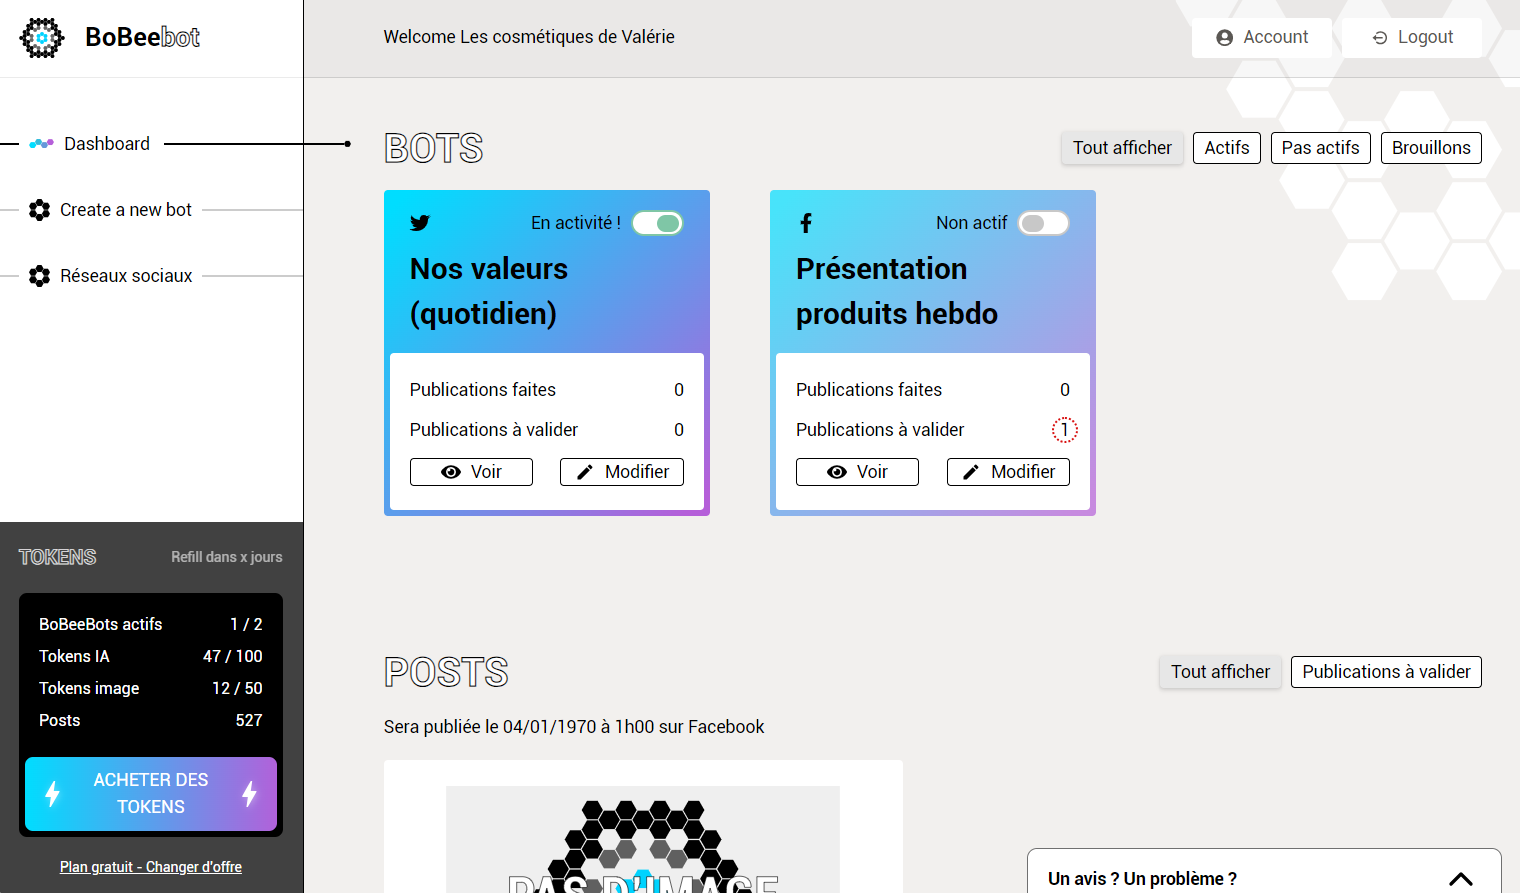 BoBeebot
Welcome Les cosmétiques de Valérie
Account
Logout
Dashboard
Create a new bot
Réseaux sociaux
BOTS
Tout afficher
Actifs
Pas actifs
Brouillons
En activité !
Nos valeurs
(quotidien)
Publications faites 0
Publications à valider 0
Voir
Modifier
Non actif
Présentation
produits hebdo
Publications faites 0
Publications à valider 1
Voir
Modifier
TOKENS
Refill dans x jours
BoBeeBots actifs 1 / 2
Tokens IA 47 / 100
Tokens image 12 / 50
Posts 527
ACHETER DES
TOKENS
Plan gratuit - Changer d'offre
POSTS
Tout afficher
Publications à valider
Sera publiée le 04/01/1970 à 1h00 sur Facebook
PAS D'IMAGE
Un avis ? Un problème ?